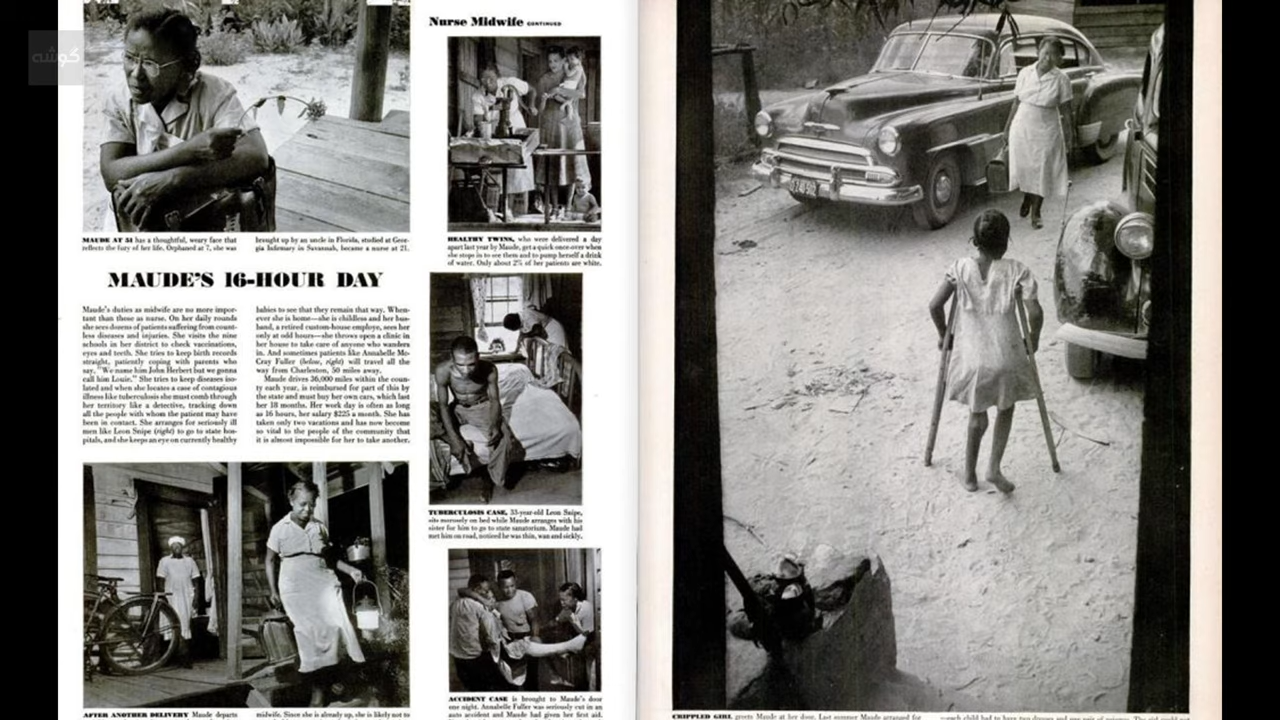 گوشه
Nurse Midwife CONTINUED
MAUDE AT 51 has a thoughtful, weary face that
reflects the fury of her life. Orphaned at 7, she was
brought up by an uncle in Florida, studied at Geor-
gia Infirmary in Savannah, became a nurse at 21.
MAUDE'S 16-HOUR DAY
Maude's duties as midwife are no more impor-
tant than those as nurse. On her daily rounds
she sees dozens of patients suffering from count-
less diseases and injuries. She visits the nine
schools in her district to check vaccinations,
eyes and teeth. She tries to keep birth records
straight, patiently coping with parents who
say, "We name him John Herbert but we gonna
call him Louie." She tries to keep diseases iso-
lated and when she locates a case of contagious
illness like tuberculosis she must comb through
her territory like a detective, tracking down
all the people with whom the patient may have
been in contact. She arranges for seriously ill
men like Leon Snipe (right) to go to state hos-
pitals, and she keeps an eye on currently healthy
babies to see that they remain that way. When-
ever she is home—she is childless and her hus-
band, a retired custom-house employe, sees her
only at odd hours—she throws open a clinic in
her house to take care of anyone who wanders
in. And sometimes patients like Annabelle Mc-
Cray Fuller (below, right) will travel all the
way from Charleston, 50 miles away.
Maude drives 36,000 miles within the coun-
ty each year, is reimbursed for part of this by
the state and must buy her own cars, which last
her 18 months. Her work day is often as long
as 16 hours, her salary $225 a month. She has
taken only two vacations and has now become
so vital to the people of the community that
it is almost impossible for her to take another.
AFTER ANOTHER DELIVERY Maude departs
midwife. Since she is already up, she is likely not to
HEALTHY TWINS, who were delivered a day
apart last year by Maude, get a quick once-over when
she stops in to see them and to pump herself a drink
of water. Only about 2% of her patients are white.
TUBERCULOSIS CASE, 33-year-old Leon Snipe,
sits morosely on bed while Maude arranges with his
sister for him to go to state sanatorium. Maude had
met him on road, noticed he was thin, wan and sickly.
ACCIDENT CASE is brought to Maude's door
one night. Annabelle Fuller was seriously cut in an
auto accident and Maude had given her first aid.
CRIPPLED GIRL greets Maude at her door. Last summer Maude arranged for